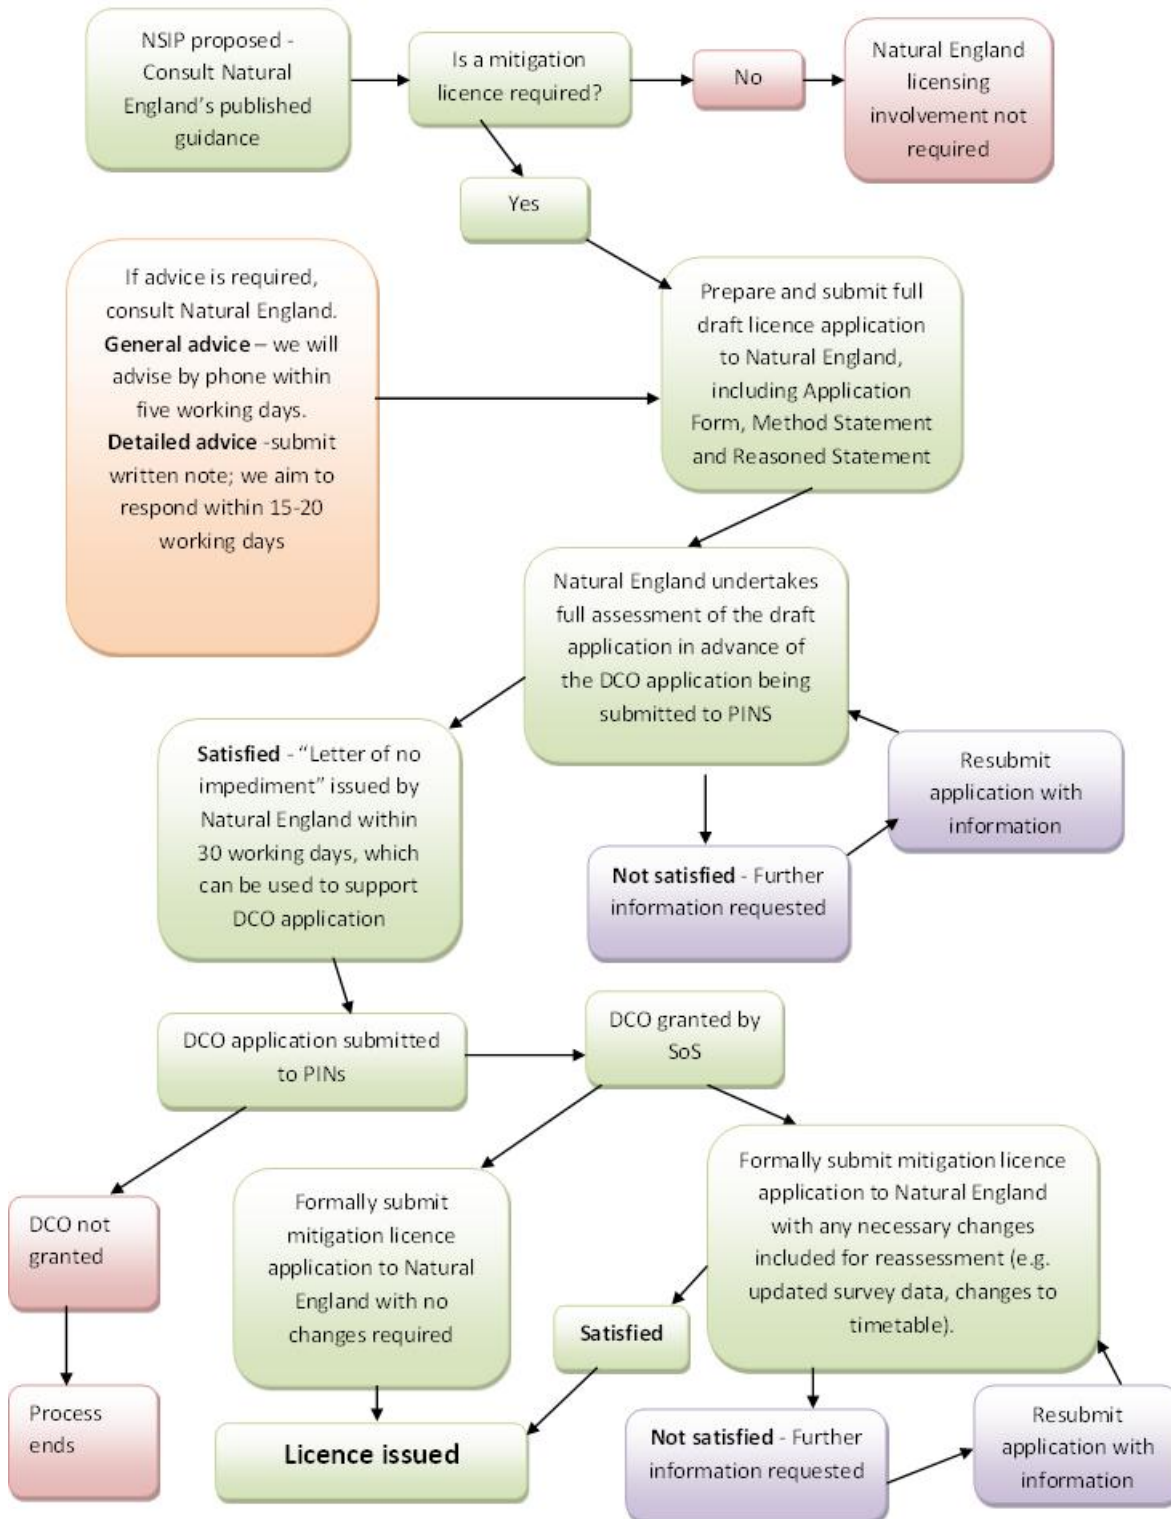 NSIP proposed -
Consult Natural
England's published
guidance
Is a mitigation
licence required?
No
Natural England
licensing
involvement not
required
Yes
If advice is required,
consult Natural England.
General advice – we will
advise by phone within
five working days.
Detailed advice -submit
written note; we aim to
respond within 15-20
working days
Prepare and submit full
draft licence application
to Natural England,
including Application
Form, Method Statement
and Reasoned Statement
Natural England undertakes
full assessment of the draft
application in advance of
the DCO application being
submitted to PINS
Satisfied - “Letter of no
impediment” issued by
Natural England within
30 working days, which
can be used to support
DCO application
Resubmit
application with
information
Not satisfied - Further
information requested
DCO application submitted
to PINs
DCO granted by
SoS
DCO not
granted
Process
ends
Formally submit
mitigation licence
application to Natural
England with no
changes required
Formally submit mitigation licence
application to Natural England
with any necessary changes
included for reassessment (e.g.
updated survey data, changes to
timetable).
Satisfied
Licence issued
Not satisfied - Further
information requested
Resubmit
application with
information